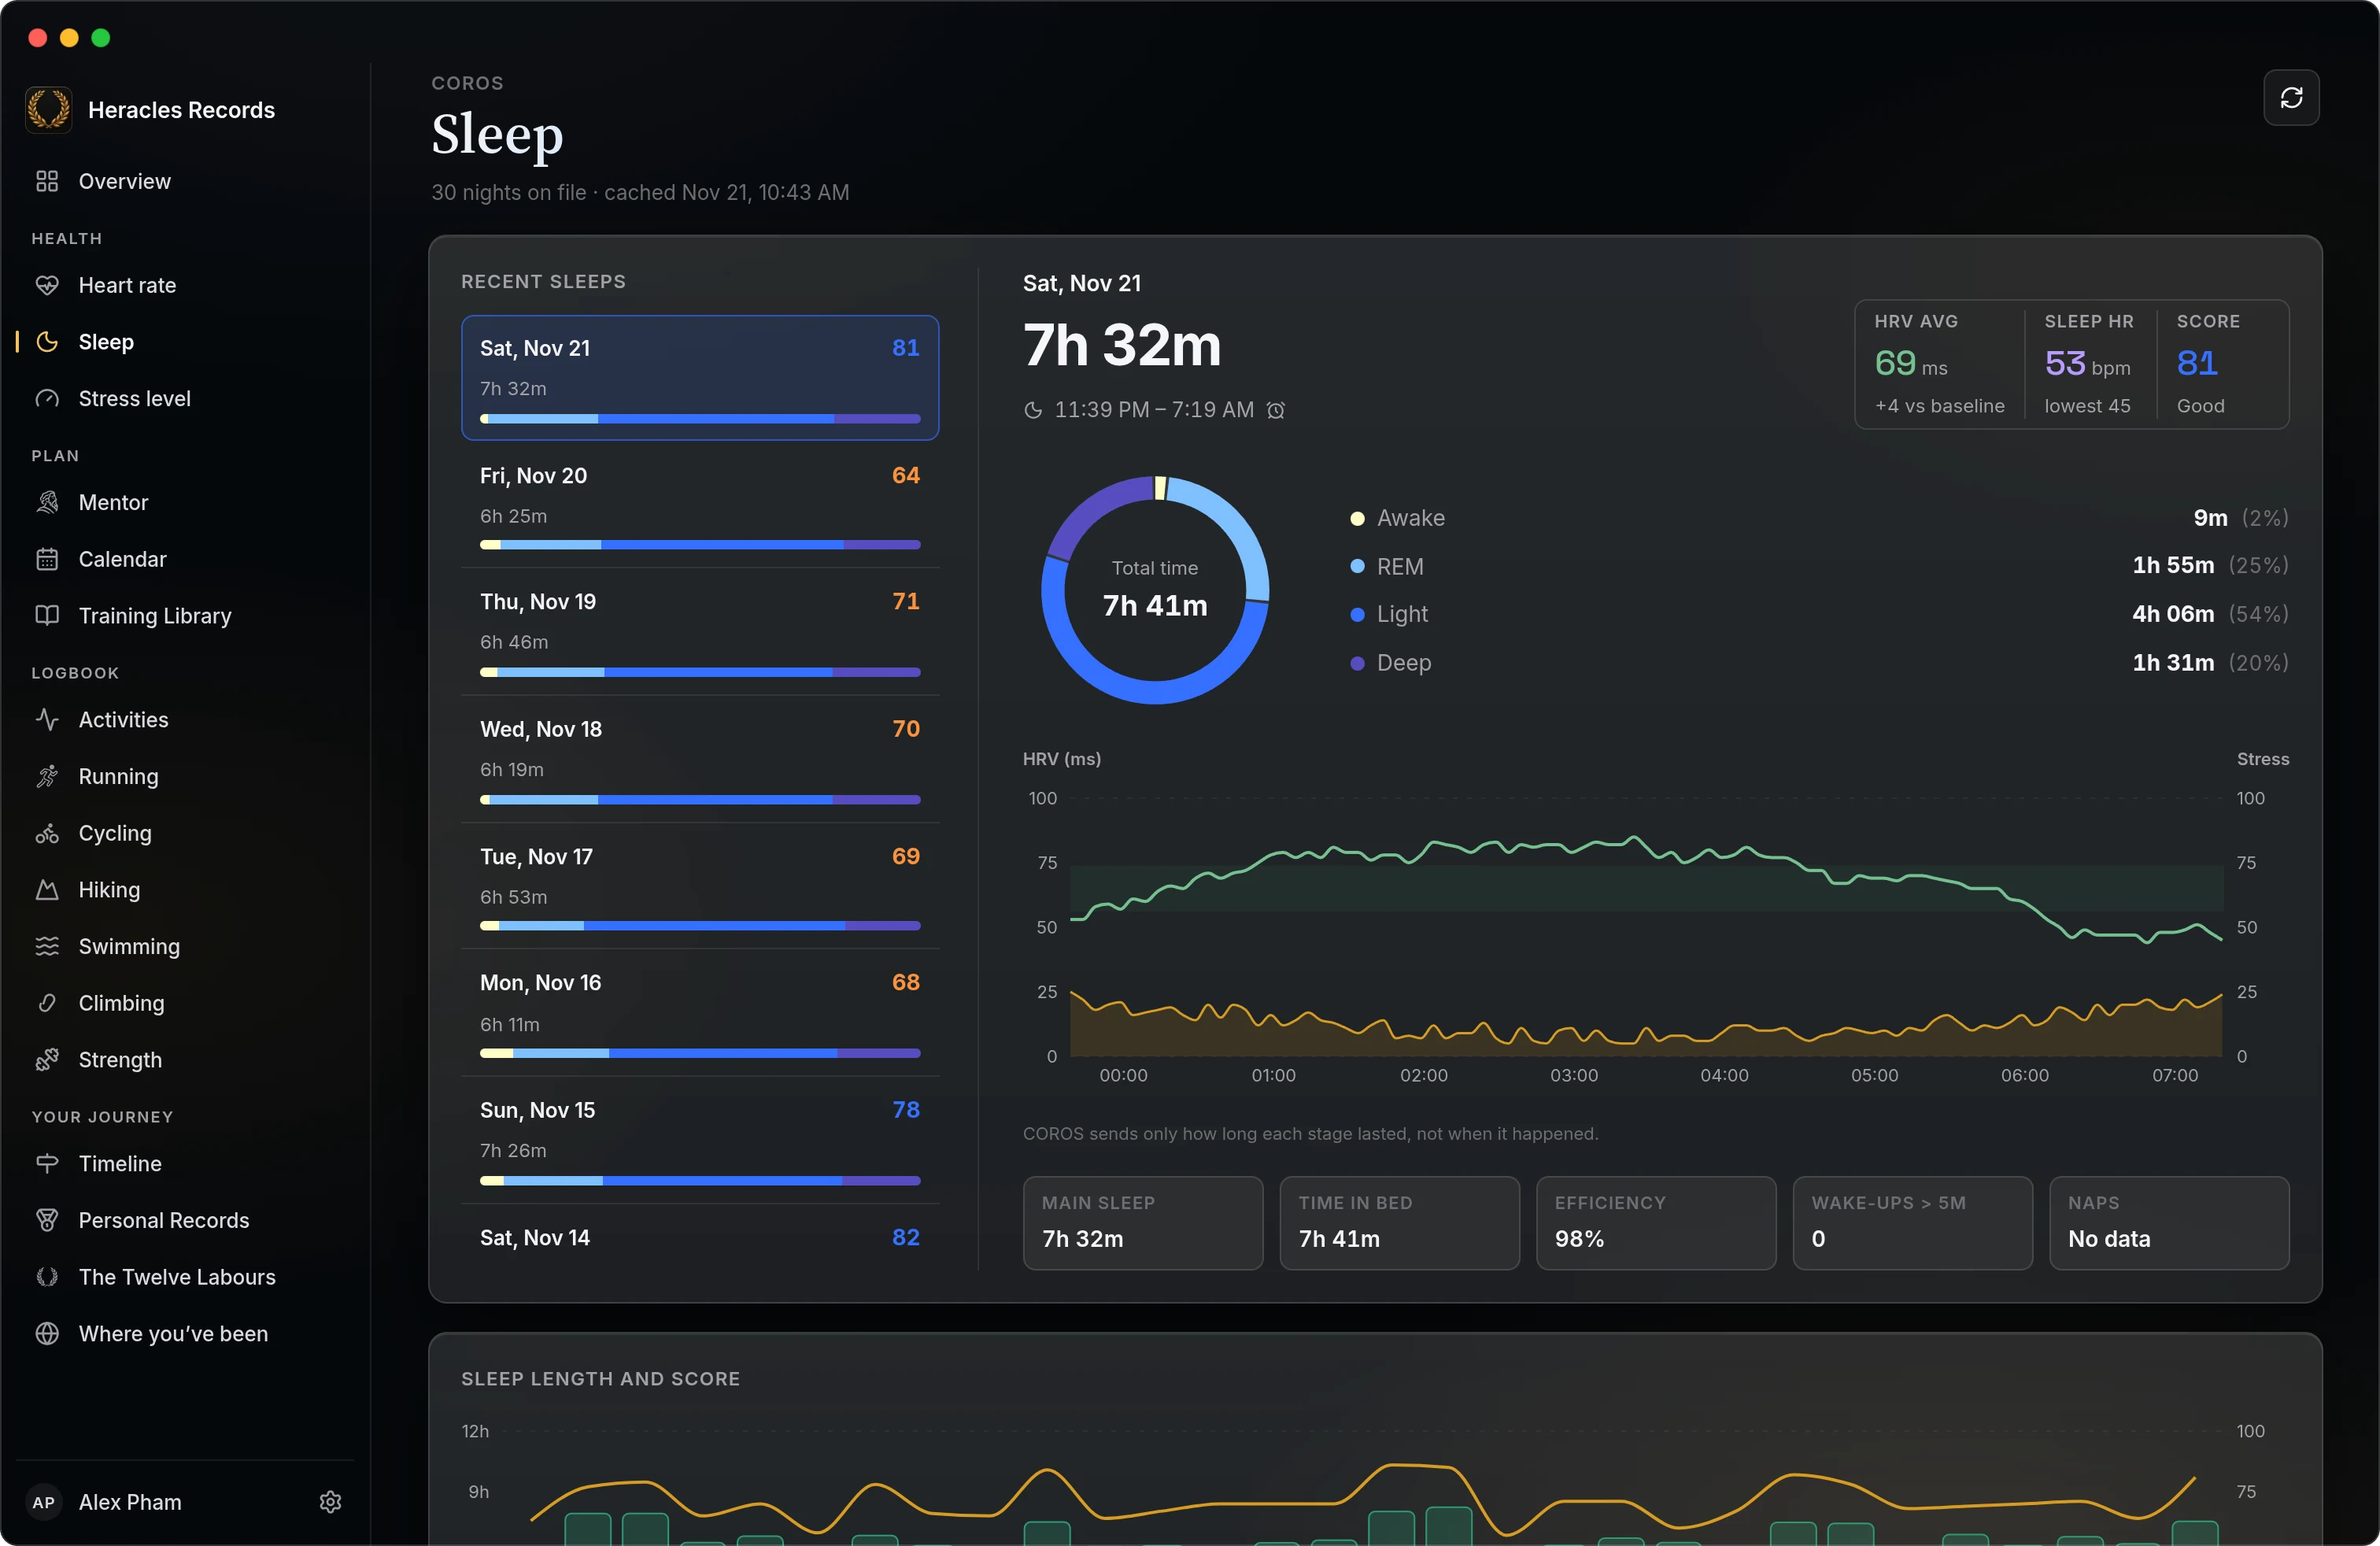 Heracles Records
Overview
HEALTH
Heart rate
Sleep
Stress level
PLAN
Mentor
Calendar
Training Library
LOGBOOK
Activities
Running
Cycling
Hiking
Swimming
Climbing
Strength
YOUR JOURNEY
Timeline
Personal Records
The Twelve Labours
Where you’ve been
AP Alex Pham
COROS
Sleep
30 nights on file · cached Nov 21, 10:43 AM
RECENT SLEEPS
Sat, Nov 21 81
7h 32m
Fri, Nov 20 64
6h 25m
Thu, Nov 19 71
6h 46m
Wed, Nov 18 70
6h 19m
Tue, Nov 17 69
6h 53m
Mon, Nov 16 68
6h 11m
Sun, Nov 15 78
7h 26m
Sat, Nov 14 82
Sat, Nov 21
7h 32m
11:39 PM – 7:19 AM
HRV AVG SLEEP HR SCORE
69 ms 53 bpm 81
+4 vs baseline lowest 45 Good
Total time
7h 41m
Awake 9m (2%)
REM 1h 55m (25%)
Light 4h 06m (54%)
Deep 1h 31m (20%)
HRV (ms) Stress
100 100
75 75
50 50
25 25
0 0
00:00 01:00 02:00 03:00 04:00 05:00 06:00 07:00
COROS sends only how long each stage lasted, not when it happened.
MAIN SLEEP TIME IN BED EFFICIENCY WAKE-UPS > 5M NAPS
7h 32m 7h 41m 98% 0 No data
SLEEP LENGTH AND SCORE
12h 100
9h 75